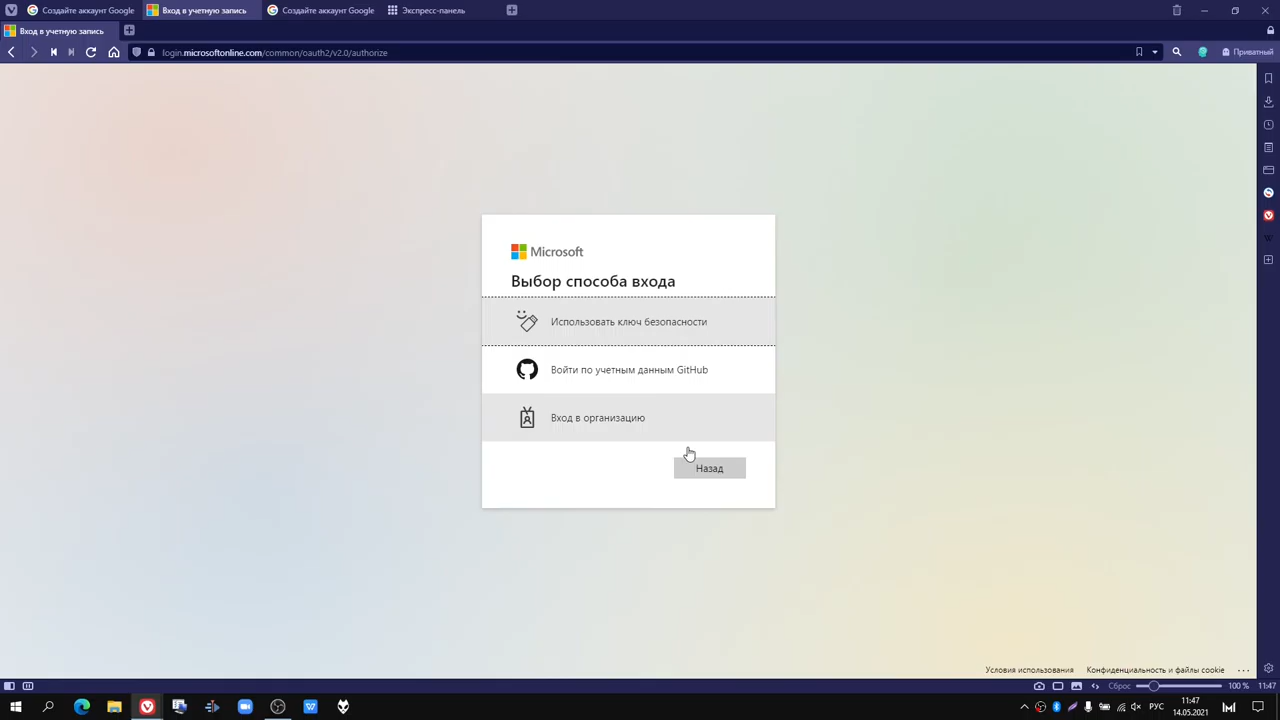 Создайте аккаунт Google
Вход в учетную запись
Создайте аккаунт Google
Экспресс-панель
Вход в учетную запись
login.microsoftonline.com/common/oauth2/v2.0/authorize
Приватный
Microsoft
Выбор способа входа
Использовать ключ безопасности
Войти по учетным данным GitHub
Вход в организацию
Назад
Условия использования
Конфиденциальность и файлы cookie
Сброс
100 %
11:47
РУС
11:47
14.05.2021